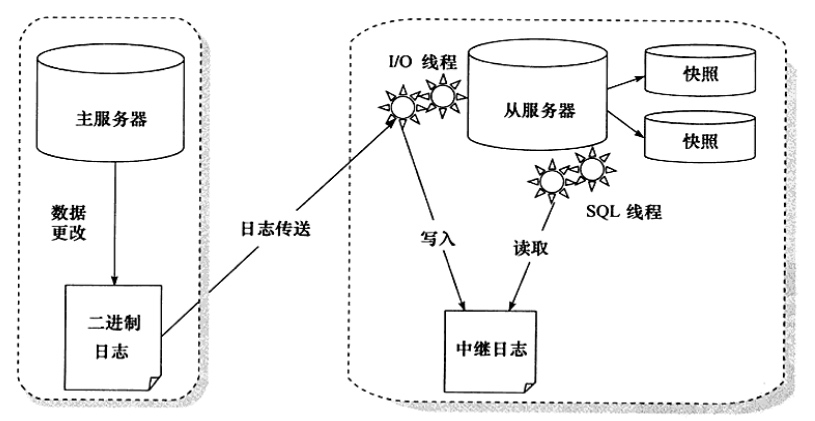 主服务器
数据
更改
二进制
日志
日志传送
I/O 线程
从服务器
快照
快照
SQL 线程
写入
读取
中继日志